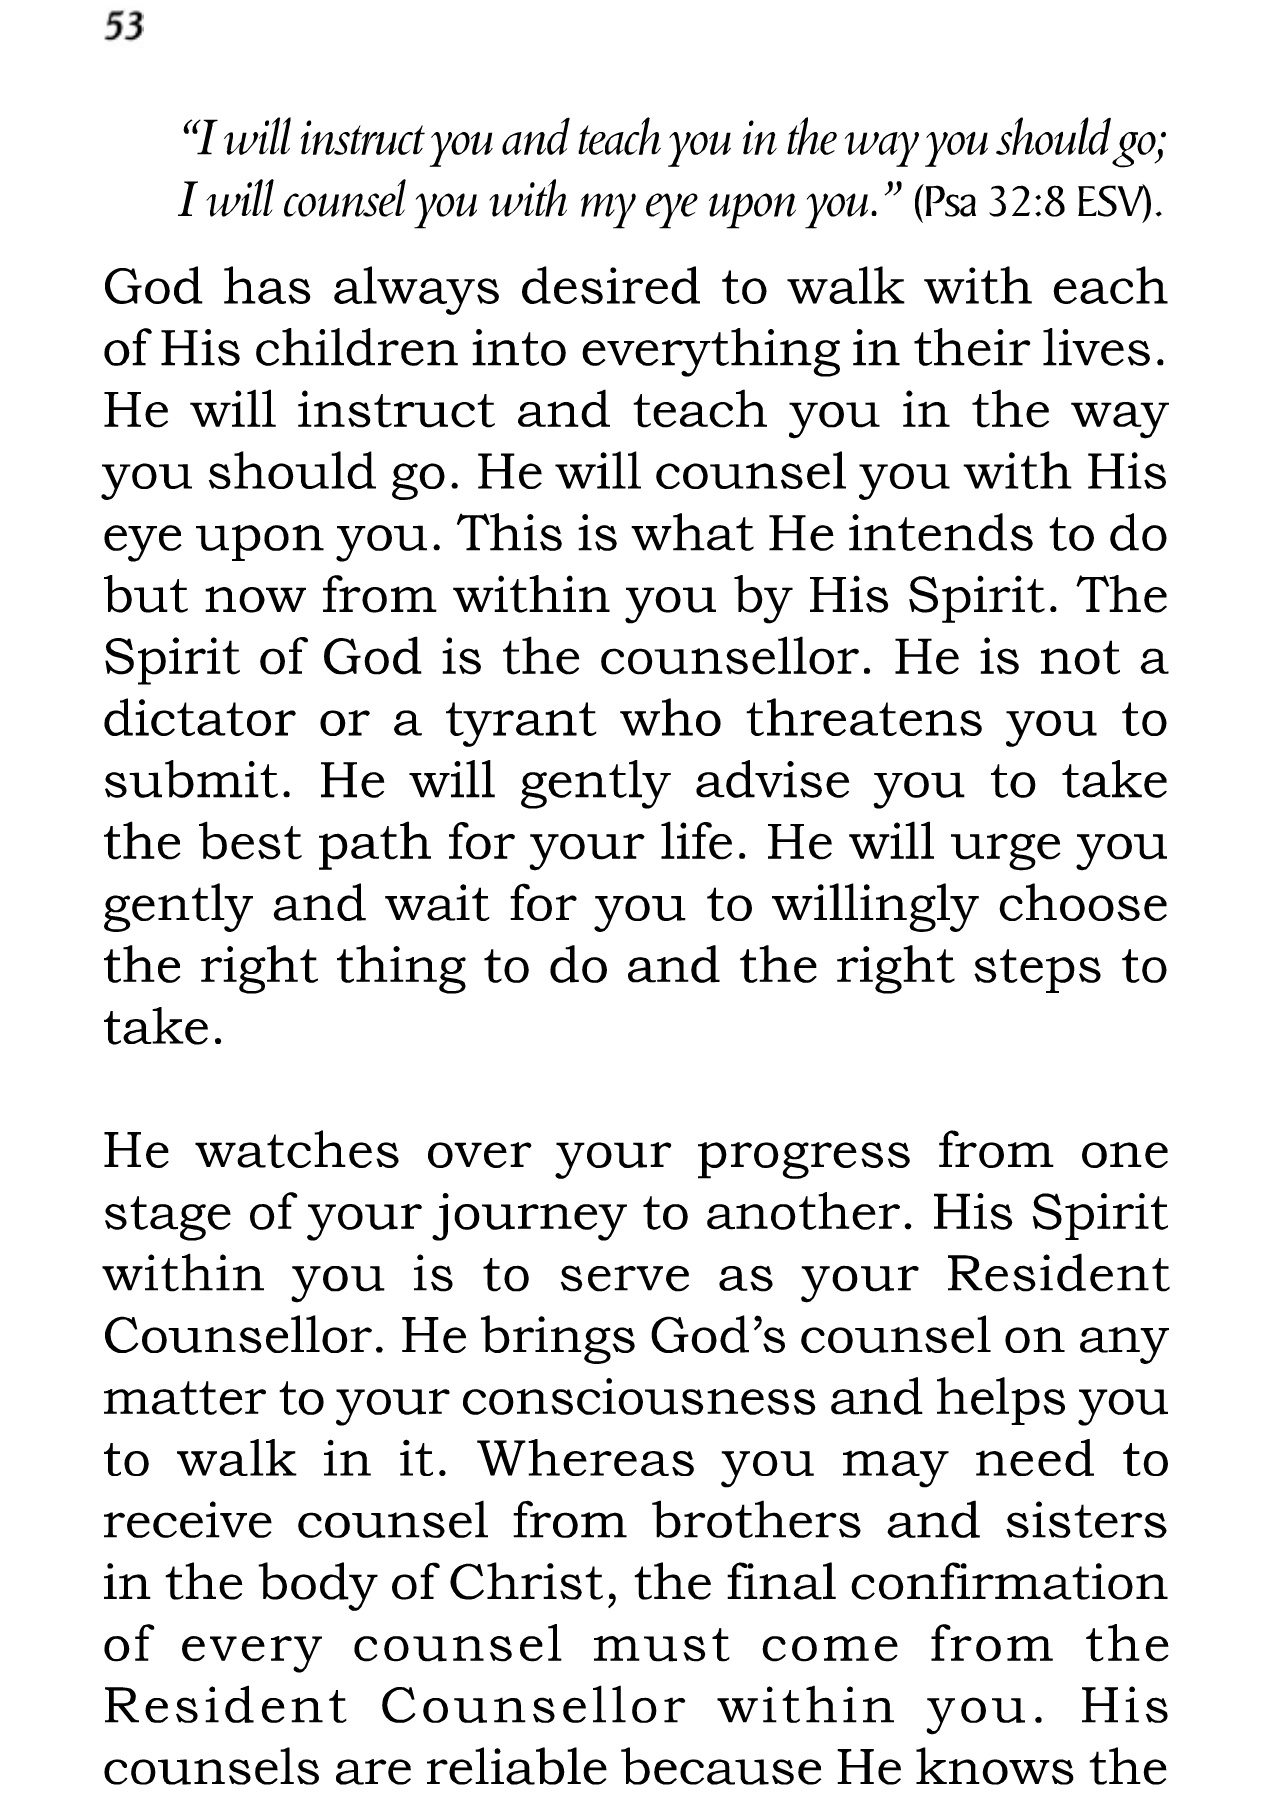 53
“I will instruct you and teach you in the way you should go;
I will counsel you with my eye upon you.” (Psa 32:8 ESV).
God has always desired to walk with each
of His children into everything in their lives.
He will instruct and teach you in the way
you should go. He will counsel you with His
eye upon you. This is what He intends to do
but now from within you by His Spirit. The
Spirit of God is the counsellor. He is not a
dictator or a tyrant who threatens you to
submit. He will gently advise you to take
the best path for your life. He will urge you
gently and wait for you to willingly choose
the right thing to do and the right steps to
take.
He watches over your progress from one
stage of your journey to another. His Spirit
within you is to serve as your Resident
Counsellor. He brings God’s counsel on any
matter to your consciousness and helps you
to walk in it. Whereas you may need to
receive counsel from brothers and sisters
in the body of Christ, the final confirmation
of every counsel must come from the
Resident Counsellor within you. His
counsels are reliable because He knows the